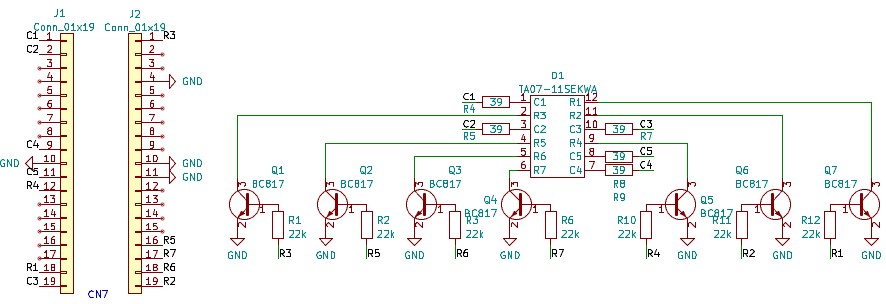 J1
Conn_01x19
C1 1
C2 2
3
4
5
6
7
8
C4 9
GND 10
C5 11
R4 12
13
14
15
16
17
R1 18
C3 19
J2
Conn_01x19
1 R3
2
3
4 GND
5
6
7
8
9
10 GND
11 GND
12
13
14
15
16 R5
17 R7
18 R6
19 R2
CN7
D1
TA07-11SEKWA
C1 39 1 C1 R1 12
R4
2 R3 R2 11
C2 39 3 C2 C3 10 39 C3
R5 R7
4 R5 R4 9
5 R6 C5 8 39 C5
6 R7 C4 7 39 C4
R8
R9
Q1
BC817
3
1
2
GND
R1
22k
R3
Q2
BC817
3
1
2
GND
R2
22k
R5
Q3
BC817
3
1
2
GND
R3
22k
R6
Q4
BC817
3
1
2
GND
R6
22k
R7
Q5
BC817
3
1
2
GND
R10
22k
R4
Q6
BC817
3
1
2
GND
R11
22k
R2
Q7
BC817
3
1
2
GND
R12
22k
R1